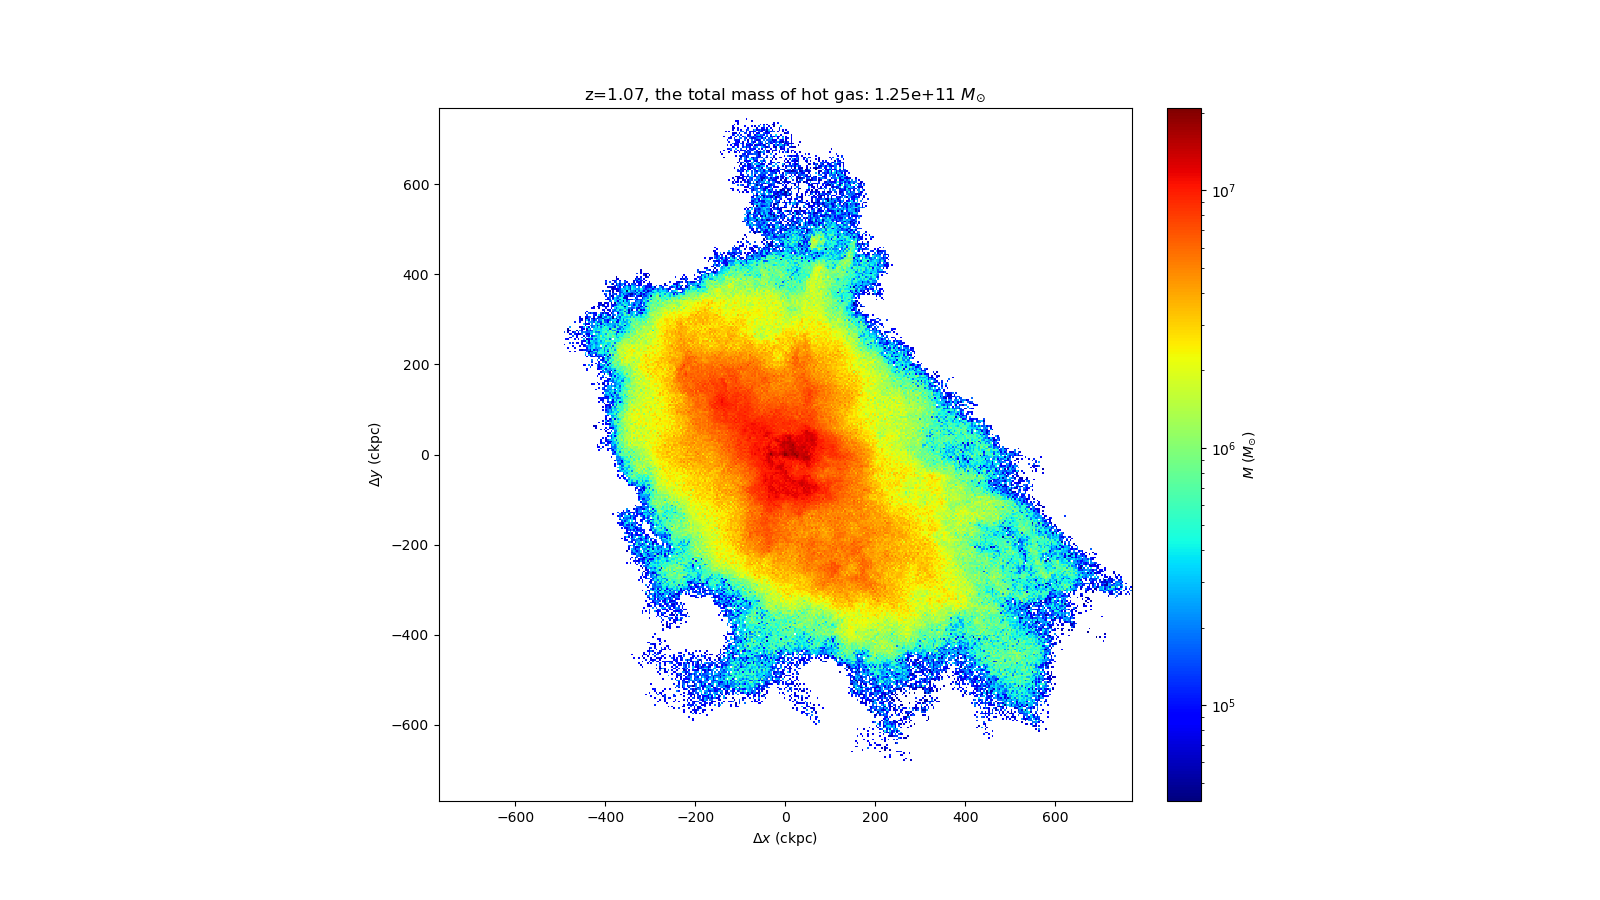 z=1.07, the total mass of hot gas: 1.25e+11 M⊙
600
400
200
0
−200
−400
−600
Δy (ckpc)
−600 −400 −200 0 200 400 600
Δx (ckpc)
10⁷
10⁶
10⁵
M (M⊙)